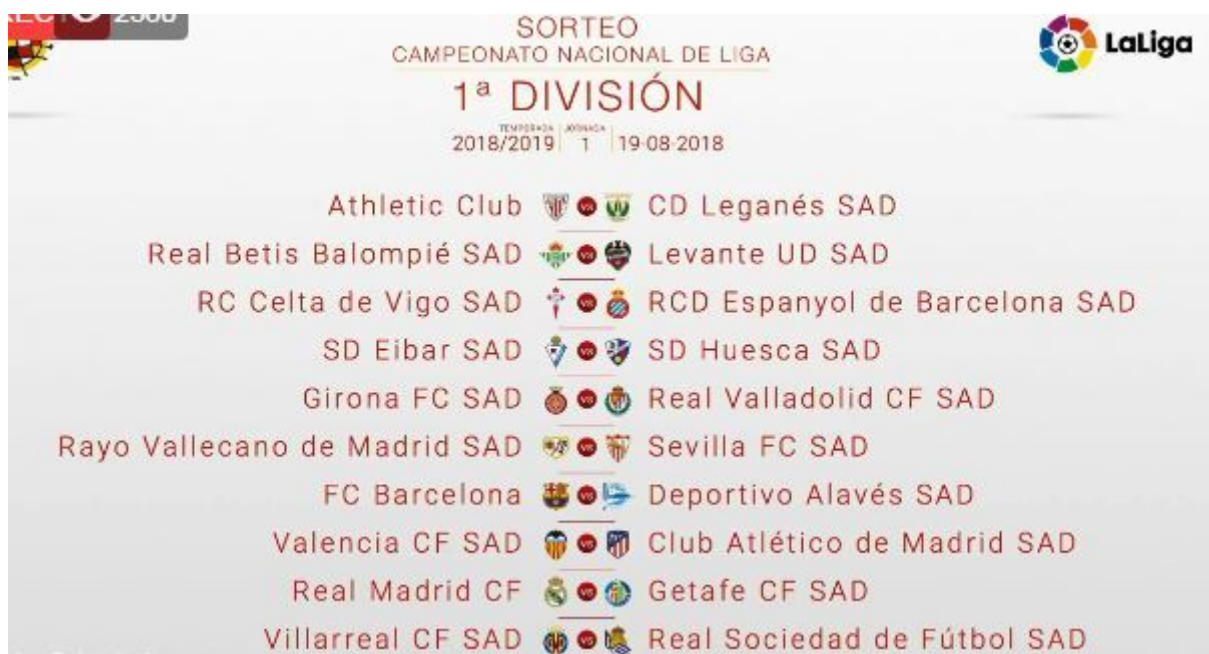 2500
SORTEO
CAMPEONATO NACIONAL DE LIGA
LaLiga
1ª DIVISIÓN
TEMPORADA JORNADA
2018/2019 1 19-08-2018
Athletic Club VS CD Leganés SAD
Real Betis Balompié SAD VS Levante UD SAD
RC Celta de Vigo SAD VS RCD Espanyol de Barcelona SAD
SD Eibar SAD VS SD Huesca SAD
Girona FC SAD VS Real Valladolid CF SAD
Rayo Vallecano de Madrid SAD VS Sevilla FC SAD
FC Barcelona VS Deportivo Alavés SAD
Valencia CF SAD VS Club Atlético de Madrid SAD
Real Madrid CF VS Getafe CF SAD
Villarreal CF SAD VS Real Sociedad de Fútbol SAD